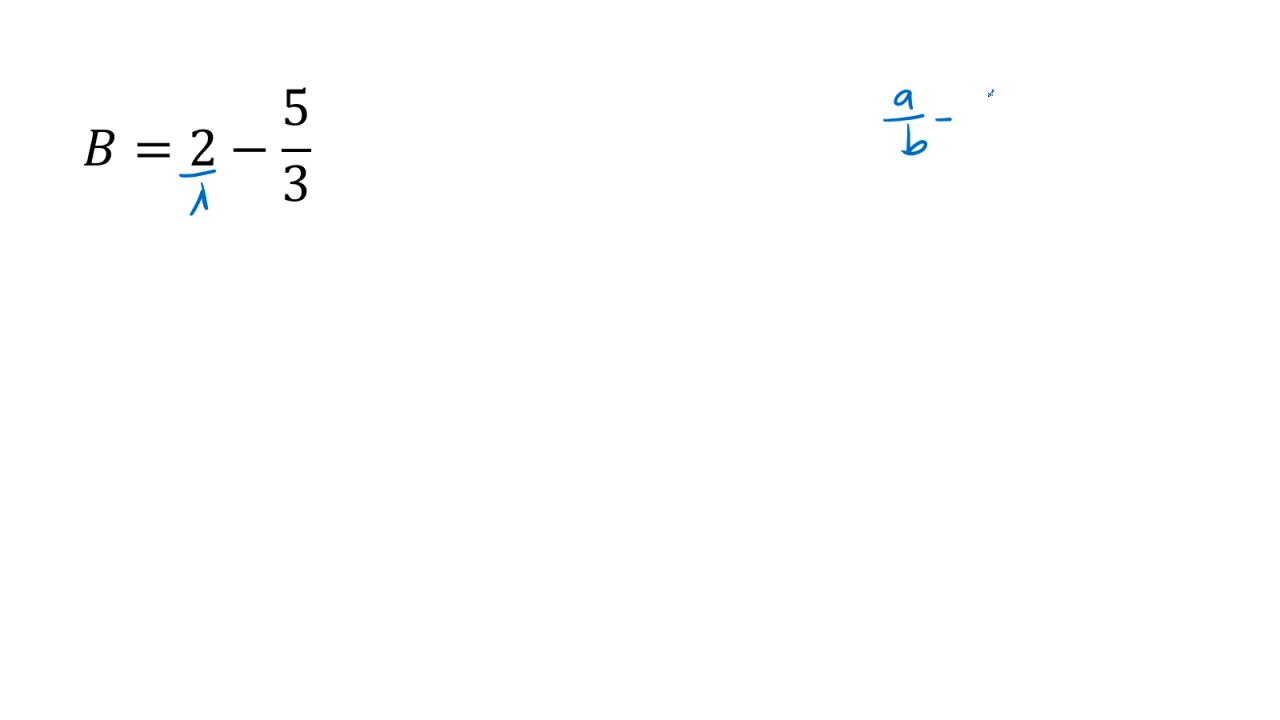 B = 2/1 − 5/3
a/b −